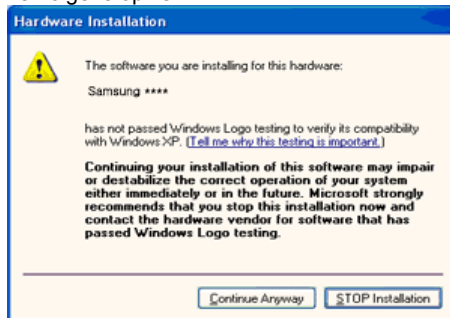 Hardware Installation
The software you are installing for this hardware:
Samsung ****
has not passed Windows Logo testing to verify its compatibility
with Windows XP. (Tell me why this testing is important.)
Continuing your installation of this software may impair
or destabilize the correct operation of your system
either immediately or in the future. Microsoft strongly
recommends that you stop this installation now and
contact the hardware vendor for software that has
passed Windows Logo testing.
Continue Anyway STOP Installation